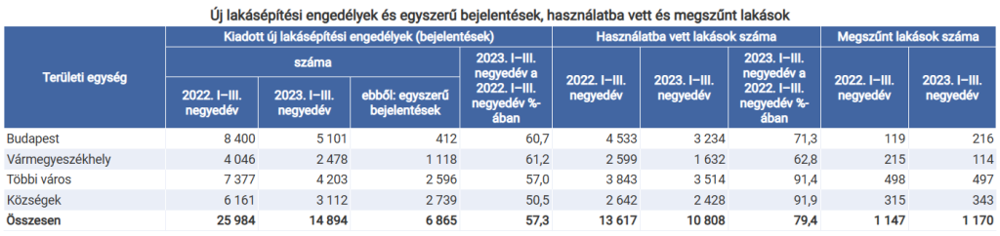 Új lakásépítési engedélyek és egyszerű bejelentések, használatba vett és megszűnt lakások
Területi egység
Kiadott új lakásépítési engedélyek (bejelentések)
Használatba vett lakások száma
Megszűnt lakások száma
száma
2022. I–III. negyedév
2023. I–III. negyedév
ebből: egyszerű bejelentések
2023. I–III. negyedév a 2022. I–III. negyedév %-ában
2022. I–III. negyedév
2023. I–III. negyedév
2023. I–III. negyedév a 2022. I–III. negyedév %-ában
2022. I–III. negyedév
2023. I–III. negyedév
Budapest 8 400 5 101 412 60,7 4 533 3 234 71,3 119 216
Vármegyeszékhely 4 046 2 478 1 118 61,2 2 599 1 632 62,8 215 114
Többi város 7 377 4 203 2 596 57,0 3 843 3 514 91,4 498 497
Községek 6 161 3 112 2 739 50,5 2 642 2 428 91,9 315 343
Összesen 25 984 14 894 6 865 57,3 13 617 10 808 79,4 1 147 1 170